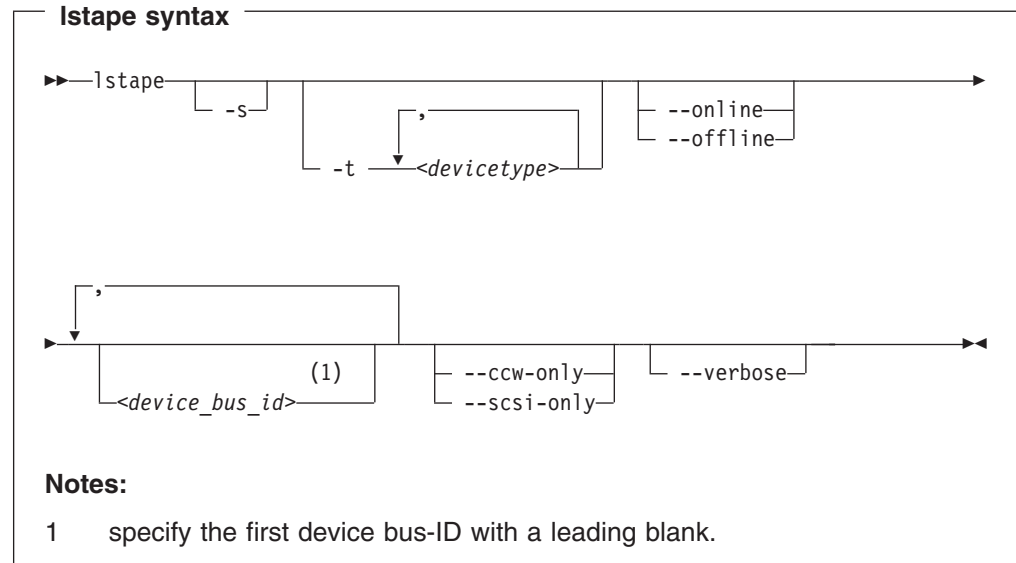 lstape syntax
lstape
-s
-t
,
<devicetype>
--online
--offline
,
(1)
<device_bus_id>
--ccw-only
--scsi-only
--verbose
Notes:
1 specify the first device bus-ID with a leading blank.